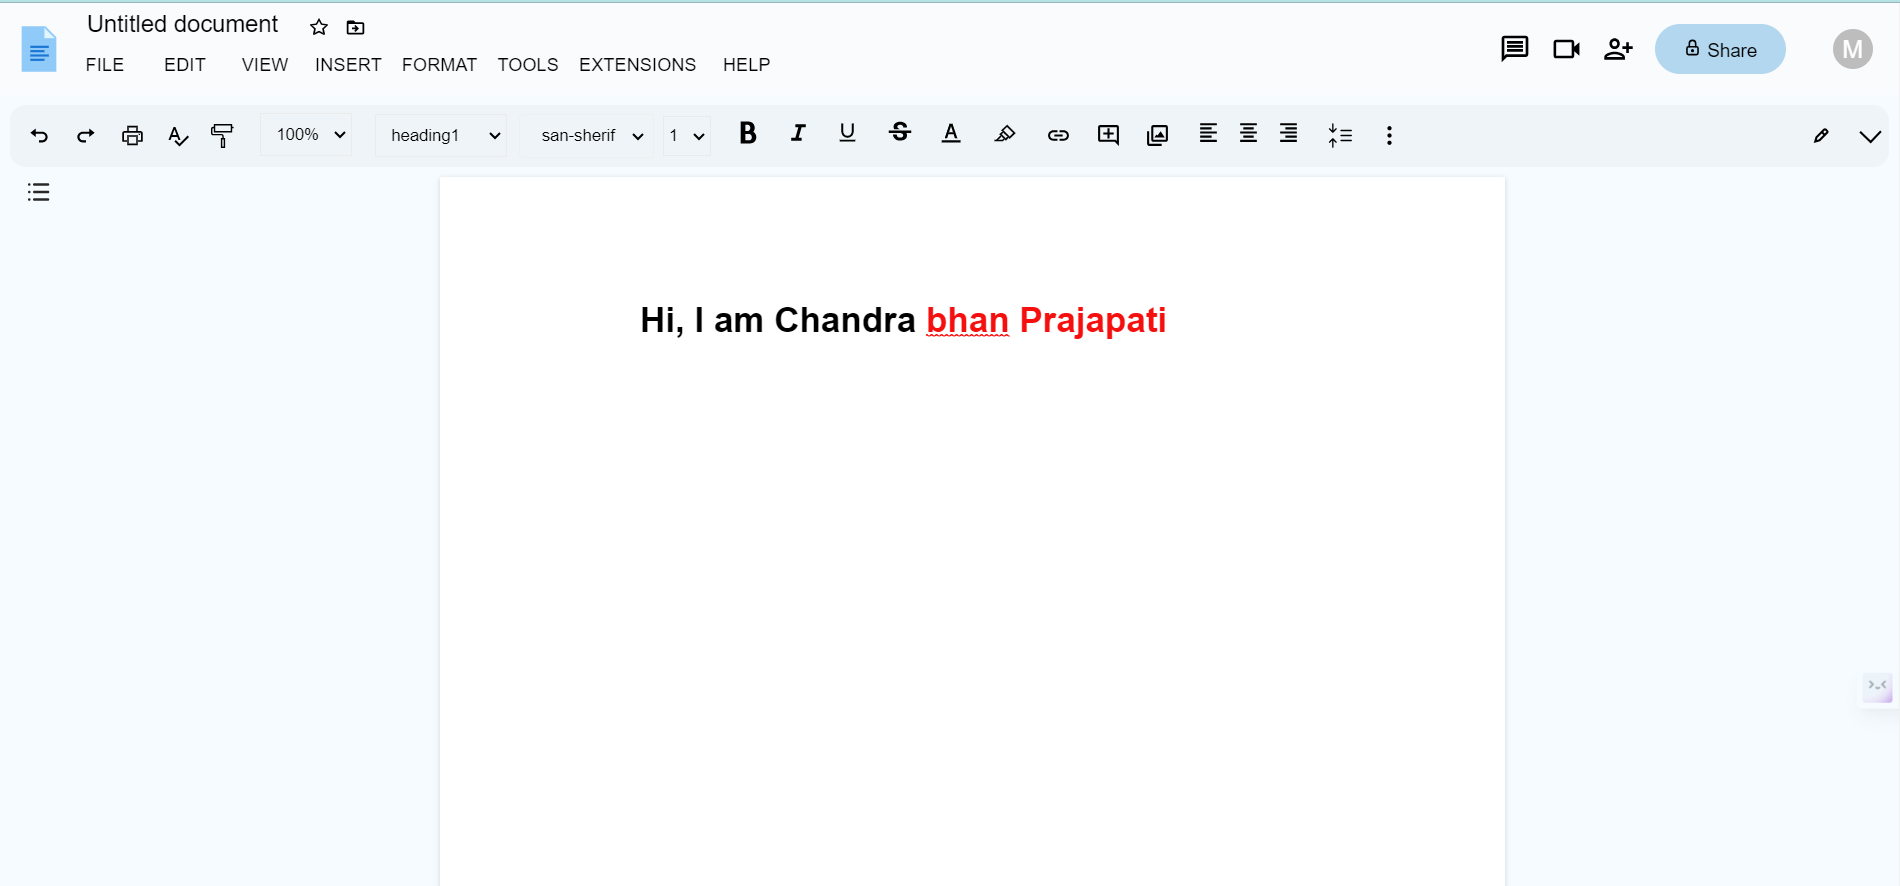 Untitled document
FILE EDIT VIEW INSERT FORMAT TOOLS EXTENSIONS HELP
Share
M
100% heading1 san-sherif 1 B I U S A
Hi, I am Chandra bhan Prajapati